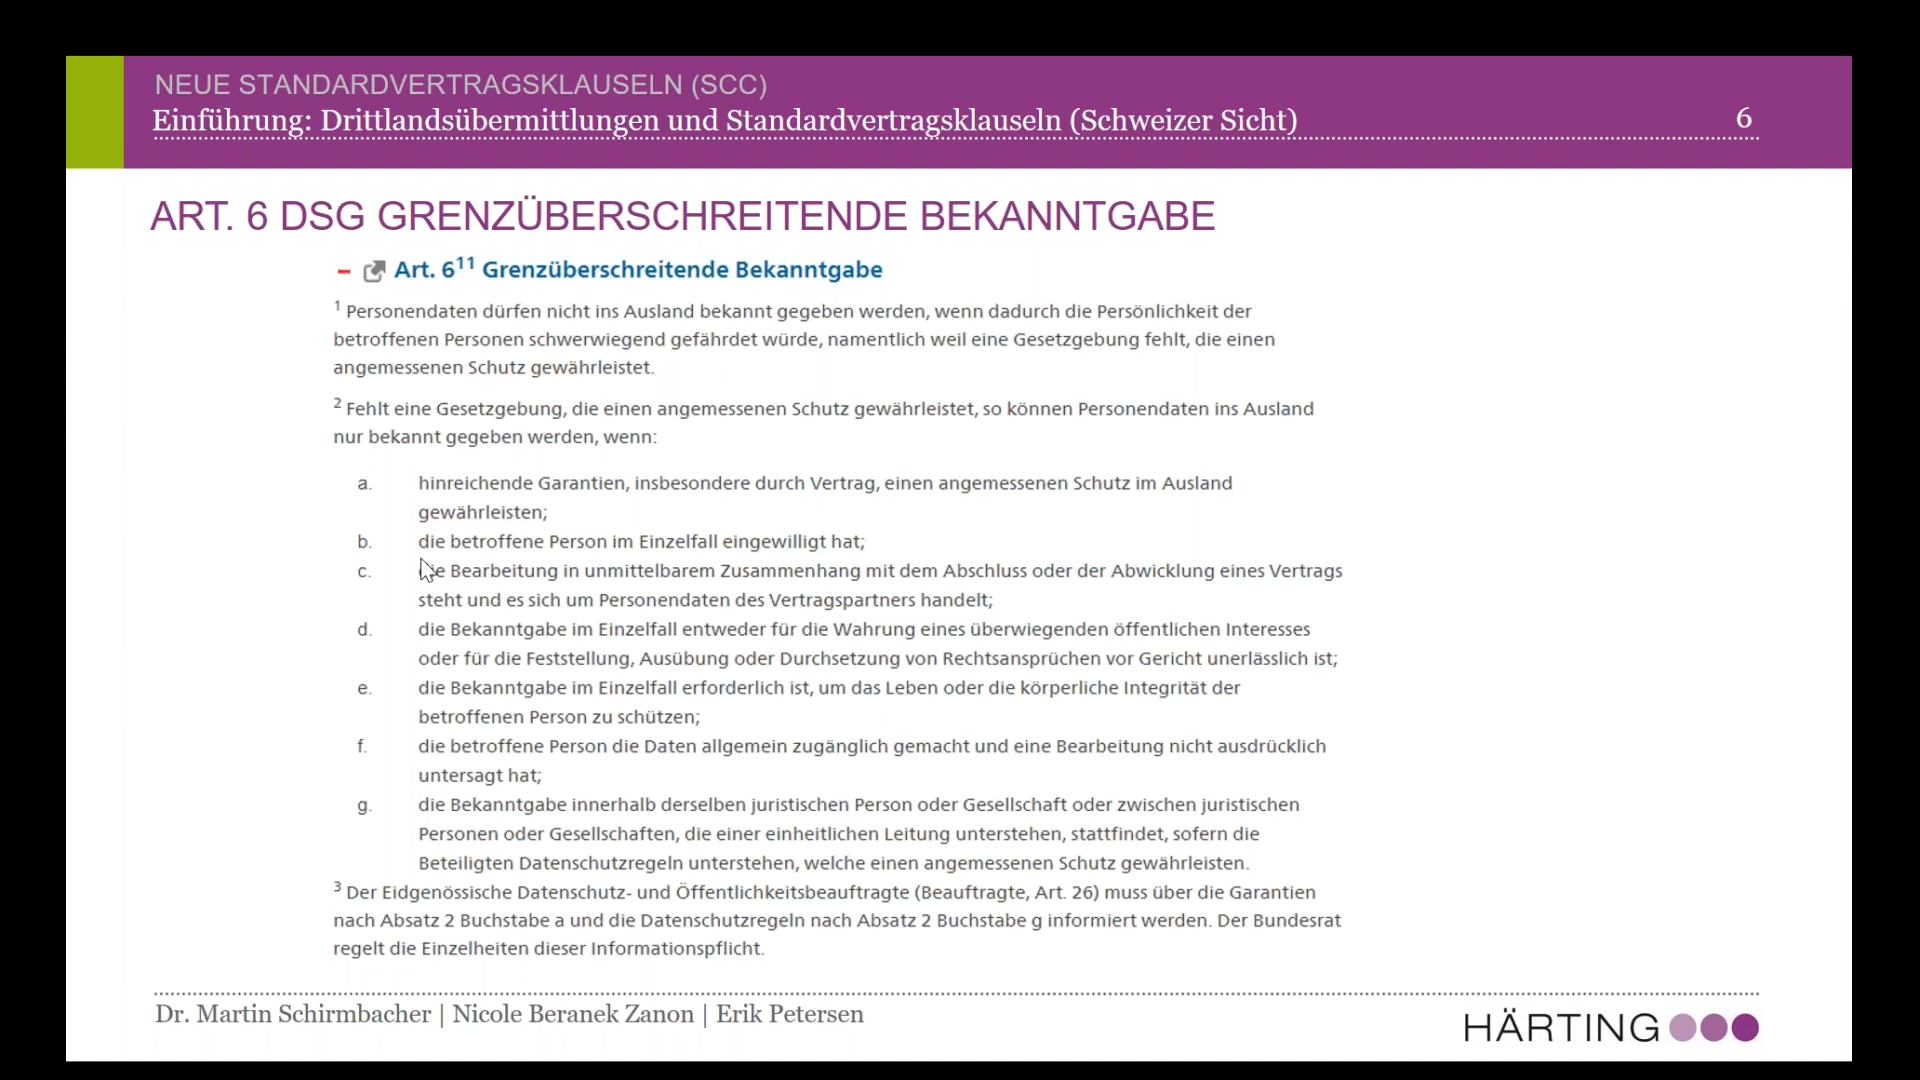 NEUE STANDARDVERTRAGSKLAUSELN (SCC)
Einführung: Drittlandsübermittlungen und Standardvertragsklauseln (Schweizer Sicht)
6
ART. 6 DSG GRENZÜBERSCHREITENDE BEKANNTGABE
Art. 6¹¹ Grenzüberschreitende Bekanntgabe
¹ Personendaten dürfen nicht ins Ausland bekannt gegeben werden, wenn dadurch die Persönlichkeit der
betroffenen Personen schwerwiegend gefährdet würde, namentlich weil eine Gesetzgebung fehlt, die einen
angemessenen Schutz gewährleistet.
² Fehlt eine Gesetzgebung, die einen angemessenen Schutz gewährleistet, so können Personendaten ins Ausland
nur bekannt gegeben werden, wenn:
a. hinreichende Garantien, insbesondere durch Vertrag, einen angemessenen Schutz im Ausland
gewährleisten;
b. die betroffene Person im Einzelfall eingewilligt hat;
c. die Bearbeitung in unmittelbarem Zusammenhang mit dem Abschluss oder der Abwicklung eines Vertrags
steht und es sich um Personendaten des Vertragspartners handelt;
d. die Bekanntgabe im Einzelfall entweder für die Wahrung eines überwiegenden öffentlichen Interesses
oder für die Feststellung, Ausübung oder Durchsetzung von Rechtsansprüchen vor Gericht unerlässlich ist;
e. die Bekanntgabe im Einzelfall erforderlich ist, um das Leben oder die körperliche Integrität der
betroffenen Person zu schützen;
f. die betroffene Person die Daten allgemein zugänglich gemacht und eine Bearbeitung nicht ausdrücklich
untersagt hat;
g. die Bekanntgabe innerhalb derselben juristischen Person oder Gesellschaft oder zwischen juristischen
Personen oder Gesellschaften, die einer einheitlichen Leitung unterstehen, stattfindet, sofern die
Beteiligten Datenschutzregeln unterstehen, welche einen angemessenen Schutz gewährleisten.
³ Der Eidgenössische Datenschutz- und Öffentlichkeitsbeauftragte (Beauftragte, Art. 26) muss über die Garantien
nach Absatz 2 Buchstabe a und die Datenschutzregeln nach Absatz 2 Buchstabe g informiert werden. Der Bundesrat
regelt die Einzelheiten dieser Informationspflicht.
Dr. Martin Schirmbacher | Nicole Beranek Zanon | Erik Petersen
HÄRTING